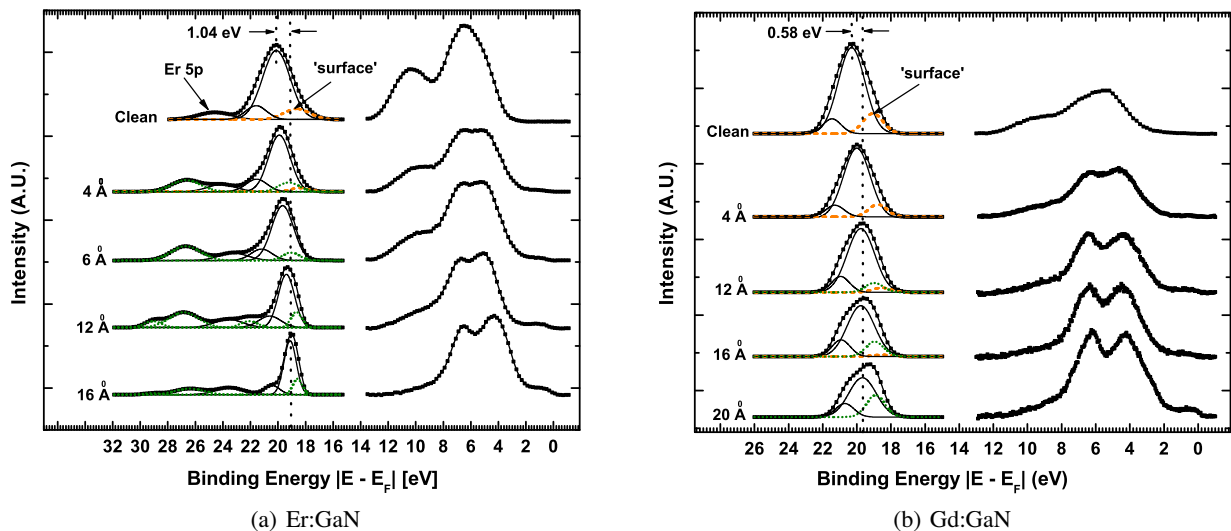 1.04 eV
Er 5p
'surface'
Clean
4 Å
6 Å
12 Å
16 Å
Intensity (A.U.)
32 30 28 26 24 22 20 18 16 14 12 10 8 6 4 2 0
Binding Energy |E - E_F| [eV]
(a) Er:GaN
0.58 eV
'surface'
Clean
4 Å
12 Å
16 Å
20 Å
Intensity (A.U.)
26 24 22 20 18 16 14 12 10 8 6 4 2 0
Binding Energy |E - E_F| (eV)
(b) Gd:GaN